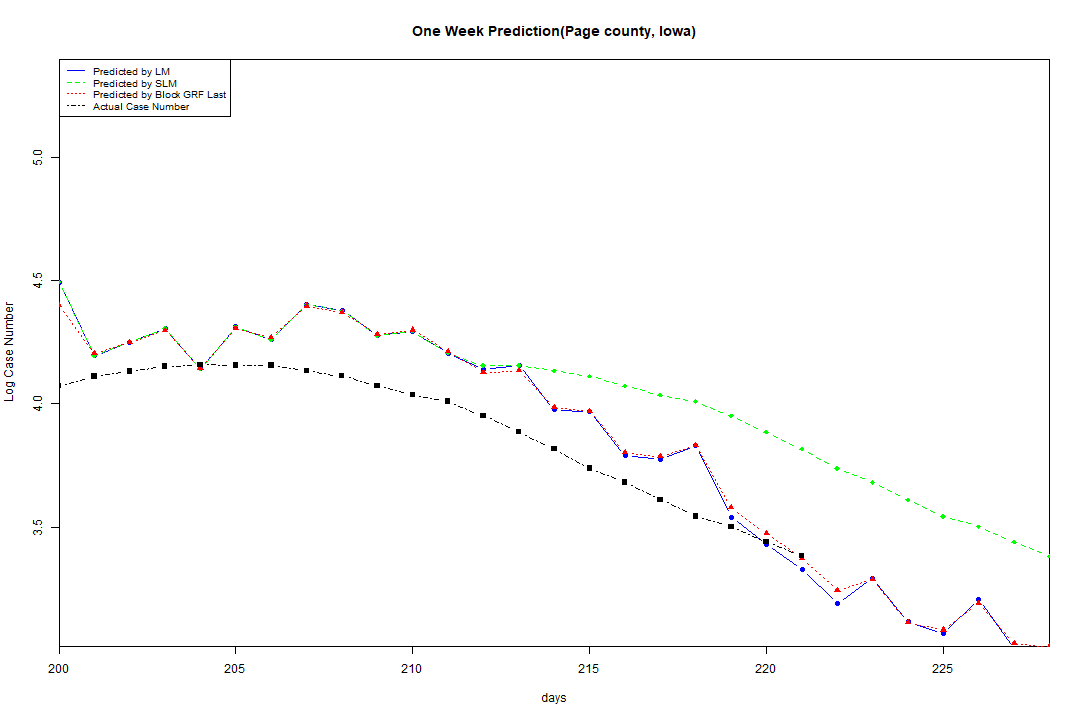 One Week Prediction(Page county, Iowa)
Predicted by LM
Predicted by SLM
Predicted by Block GRF Last
Actual Case Number
5.0
4.5
4.0
3.5
Log Case Number
200 205 210 215 220 225
days